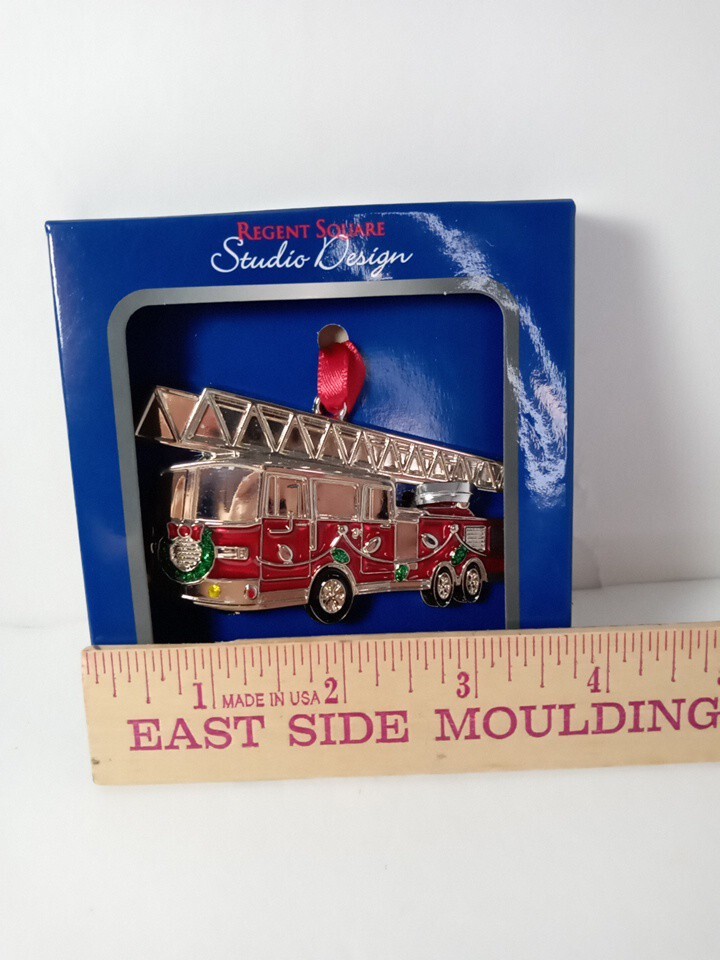 REGENT SQUARE
Studio Design
1 MADE IN USA 2 3 4
EAST SIDE MOULDING